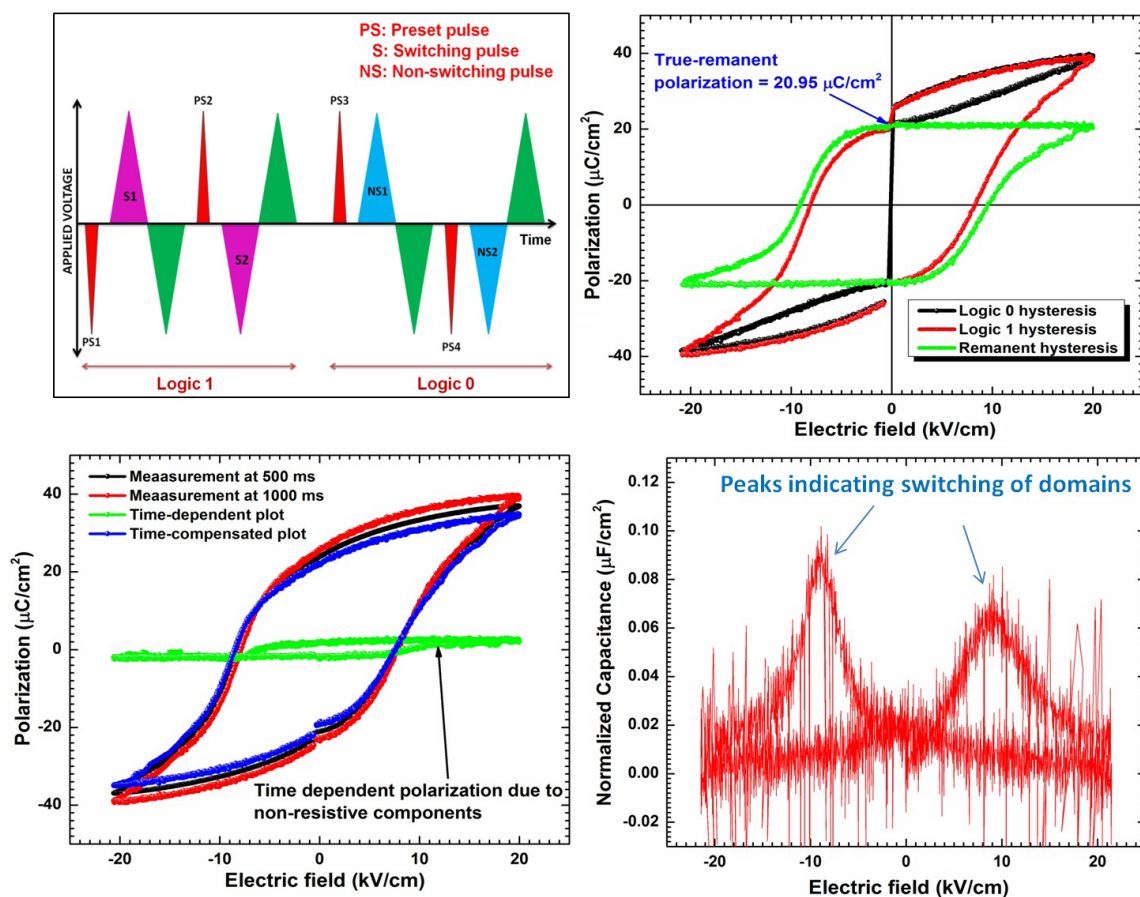 PS: Preset pulse
S: Switching pulse
NS: Non-switching pulse
PS2
PS3
APPLIED VOLTAGE
S1
NS1
Time
S2
NS2
PS1
PS4
Logic 1
Logic 0
True-remanent
polarization = 20.95 μC/cm²
Polarization (μC/cm²)
40
20
0
-20
-40
Logic 0 hysteresis
Logic 1 hysteresis
Remanent hysteresis
-20 -10 0 10 20
Electric field (kV/cm)
Meaasurement at 500 ms
Meaasurement at 1000 ms
Time-dependent plot
Time-compensated plot
Polarization (μC/cm²)
40
20
0
-20
-40
Time dependent polarization due to
non-resistive components
-20 -10 0 10 20
Electric field (kV/cm)
Peaks indicating switching of domains
Normalized Capacitance (μF/cm²)
0.12
0.10
0.08
0.06
0.04
0.02
0.00
-0.02
-20 -10 0 10 20
Electric field (kV/cm)